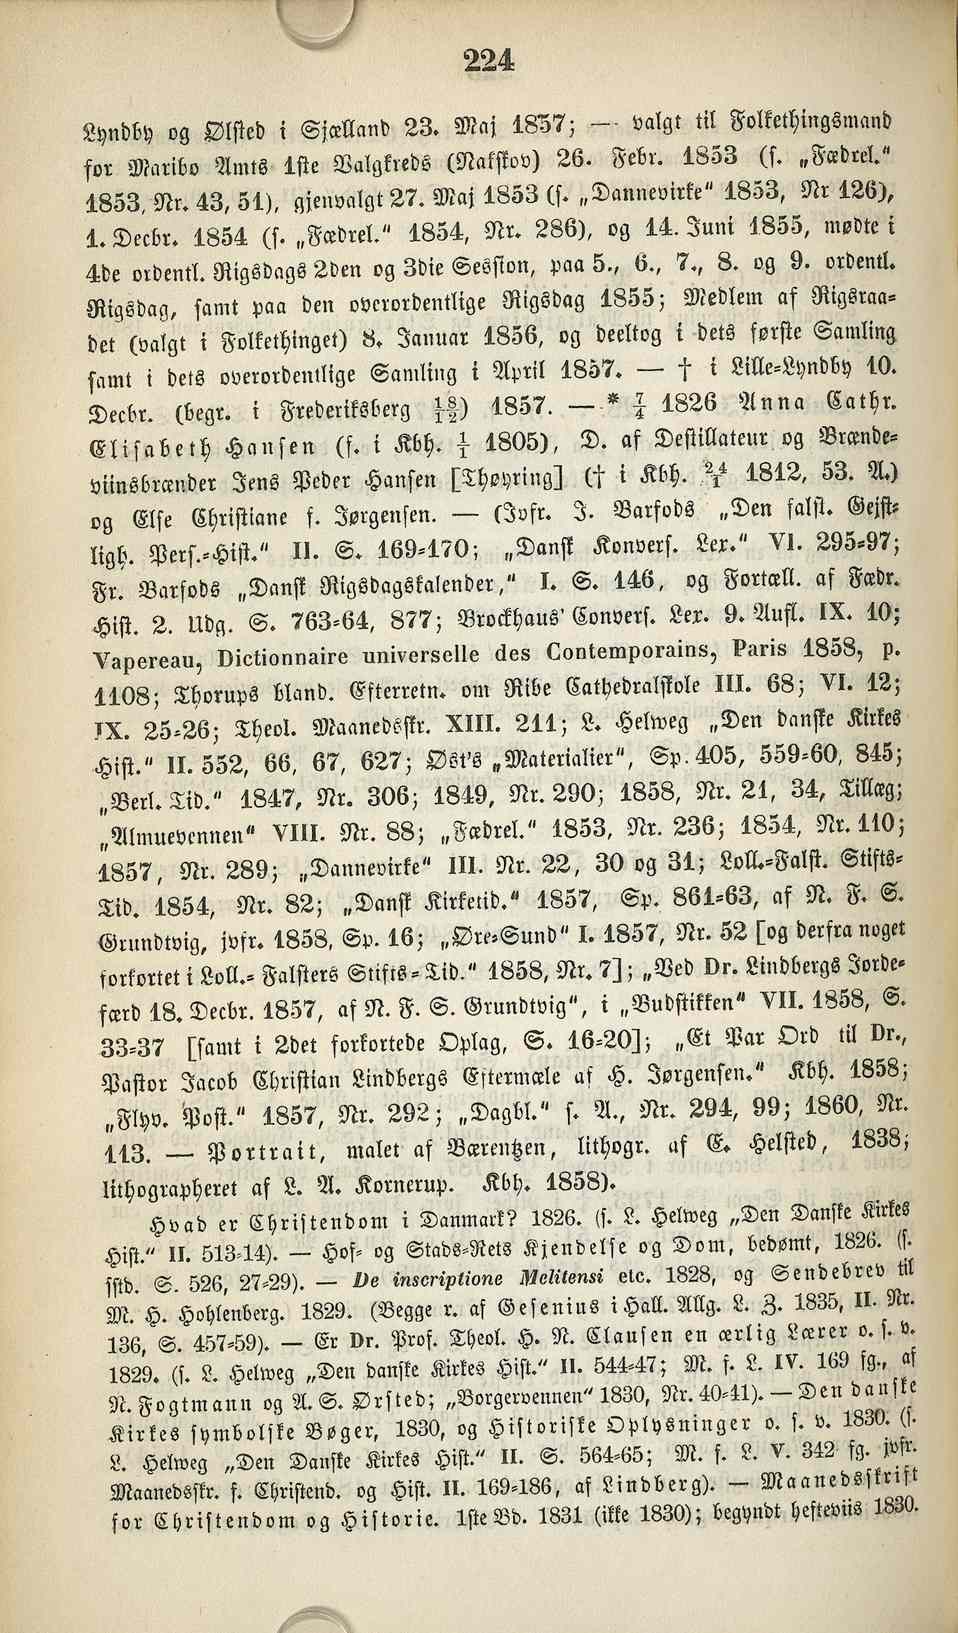 224
Lyndby og Ølsted i Sjælland 23. Maj 1857; — valgt til Folkethingsmand
for Maribo Amts 1ste Valgkreds (Nakskov) 26. Febr. 1853 (s. „Fædrel.“
1853, Nr. 43, 51), gjenvalgt 27. Maj 1853 (s. „Dannevirke“ 1853, Nr 126),
1. Decbr. 1854 (s. „Fædrel.“ 1854, Nr. 286), og 14. Juni 1855, mødte i
4de ordentl. Rigsdags 2den og 3die Session, paa 5., 6., 7., 8. og 9. ordentl.
Rigsdag, samt paa den overordentlige Rigsdag 1855; Medlem af Rigsraa-
det (valgt i Folkethinget) 8. Januar 1856, og deeltog i dets første Samling
samt i dets overordentlige Samling i April 1857. — † i Lille-Lyndby 10.
Decbr. (begr. i Frederiksberg 18/12) 1857. — * 7/4 1826 Anna Cathr.
Elisabeth Hansen (f. i Kbh. 1/1 1805), D. af Destillateur og Brænde-
viinsbrænder Jens Peder Hansen [Thøyring] († i Kbh. 24/1 1812, 53. A.)
og Else Christiane f. Jørgensen. — (Jvfr. J. Barfods „Den falst. Gejst-
ligh. Pers.-Hist.“ II. S. 169-170; „Dansk Konvers. Lex.“ VI. 295-97;
Fr. Barfods „Dansk Rigsdagskalender,“ I. S. 146, og Fortæll. af Fædr.
Hist. 2. Udg. S. 763-64, 877; Brockhaus' Convers. Lex. 9. Aufl. IX. 10;
Vapereau, Dictionnaire universelle des Contemporains, Paris 1858, p.
1108; Thorups bland. Efterretn. om Ribe Cathedralskole III. 68; VI. 12;
IX. 25-26; Theol. Maanedsskr. XIII. 211; L. Helweg „Den danske Kirkes
Hist.“ II. 552, 66, 67, 627; Øst's „Materialier“, Sp. 405, 559-60, 845;
„Berl. Tid.“ 1847, Nr. 306; 1849, Nr. 290; 1858, Nr. 21, 34, Tillæg;
„Almuevennen“ VIII. Nr. 88; „Fædrel.“ 1853, Nr. 236; 1854, Nr. 110;
1857, Nr. 289; „Dannevirke“ III. Nr. 22, 30 og 31; Loll.-Falst. Stifts-
Tid. 1854, Nr. 82; „Dansk Kirketid.“ 1857, Sp. 861-63, af N. F. S.
Grundtvig, jvfr. 1858, Sp. 16; „Øre-Sund“ I. 1857, Nr. 52 [og derfra noget
forkortet i Loll.- Falsters Stifts-Tid.“ 1858, Nr. 7]; „Ved Dr. Lindbergs Jorde-
færd 18. Decbr. 1857, af N. F. S. Grundtvig“, i „Budstikken“ VII. 1858, S.
33-37 [samt i 2det forkortede Oplag, S. 16-20]; „Et Par Ord til Dr.,
Pastor Jacob Christian Lindbergs Eftermæle af H. Jørgensen.“ Kbh. 1858;
„Flyv. Post.“ 1857, Nr. 292; „Dagbl.“ s. A., Nr. 294, 99; 1860, Nr.
113. — Portrait, malet af Bærentzen, lithogr. af E. Helsted, 1838;
lithographeret af L. A. Kornerup. Kbh. 1858).
Hvad er Christendom i Danmark? 1826. (s. L. Helweg „Den Danske Kirkes
Hist.“ II. 513-14). — Hof- og Stads-Rets Kjendelse og Dom, bedømt, 1826. (s.
sstd. S. 526, 27-29). — De inscriptione Melitensi etc. 1828, og Sendebrev til
M. H. Hohlenberg. 1829. (Begge r. af Gesenius i Hall. Allg. L. Z. 1835, II. Nr.
136, S. 457-59). — Er Dr. Prof. Theol. H. N. Clausen en ærlig Lærer o. s. v.
1829. (s. L. Helweg „Den danske Kirkes Hist.“ II. 544-47; M. f. L. IV. 169 fg., af
N. Fogtmann og A. S. Ørsted; „Borgervennen“ 1830, Nr. 40-41). — Den danske
Kirkes symbolske Bøger, 1830, og Historiske Oplysninger o. s. v. 1830. (s.
L. Helweg „Den Danske Kirkes Hist.“ II. S. 564-65; M. f. L. V. 342 fg. jvfr.
Maanedsskr. f. Christend. og Hist. II. 169-186, af Lindberg). — Maanedsskrift
for Christendom og Historie. 1ste Bd. 1831 (ikke 1830); begyndt hefteviis 1830.